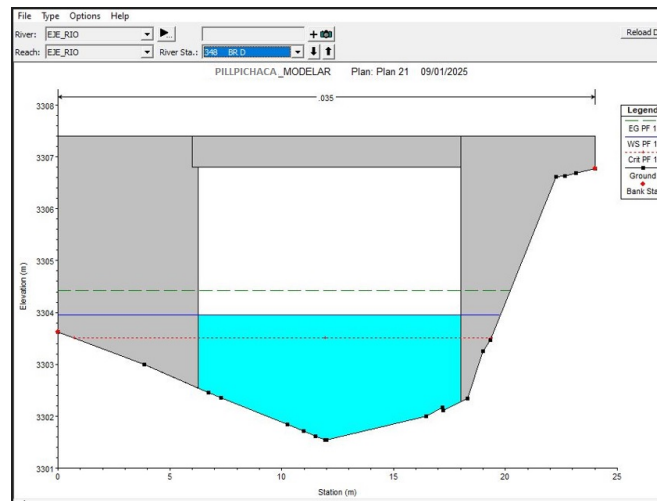 File Type Options Help
River: EJE_RIO
Reload D
Reach: EJE_RIO River Sta.: 348 BR D
PILLPICHACA_MODELAR Plan: Plan 21 09/01/2025
.035
Legend
EG PF 1
WS PF 1
Crit PF 1
Ground
Bank Sta
Elevation (m)
3308
3307
3306
3305
3304
3303
3302
3301
0 5 10 15 20 25
Station (m)